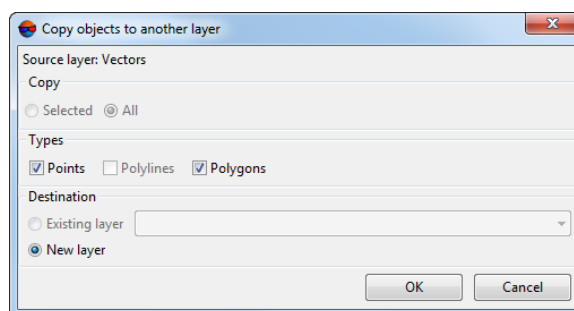 Copy objects to another layer
Source layer: Vectors
Copy
Selected All
Types
Points Polylines Polygons
Destination
Existing layer
New layer
OK Cancel